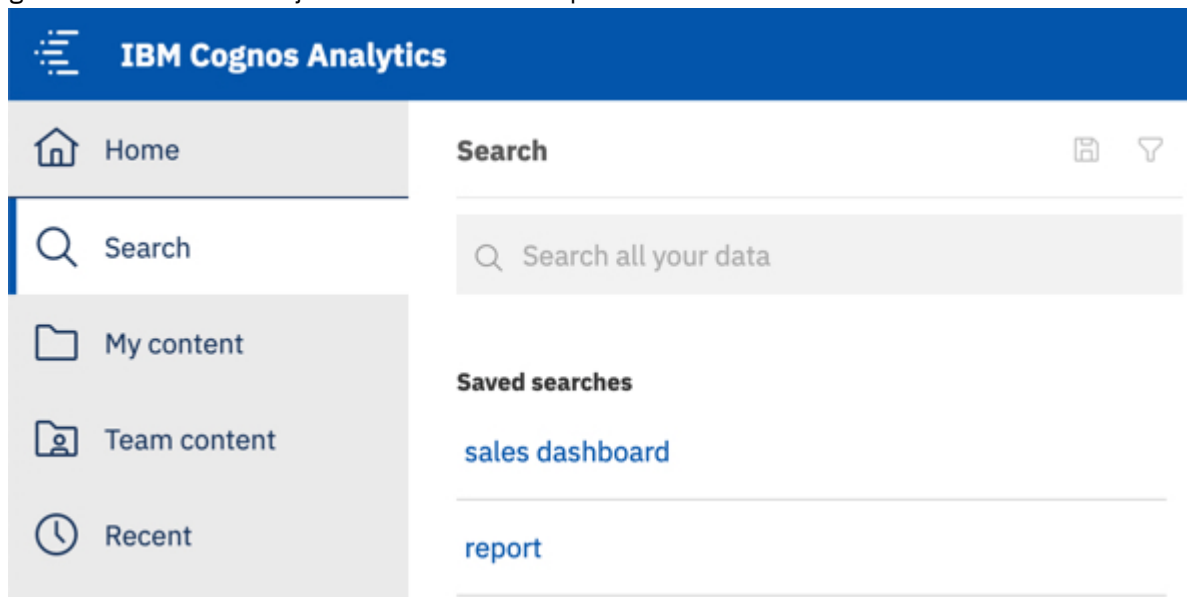 IBM Cognos Analytics
Home
Search
My content
Team content
Recent
Search
Search all your data
Saved searches
sales dashboard
report